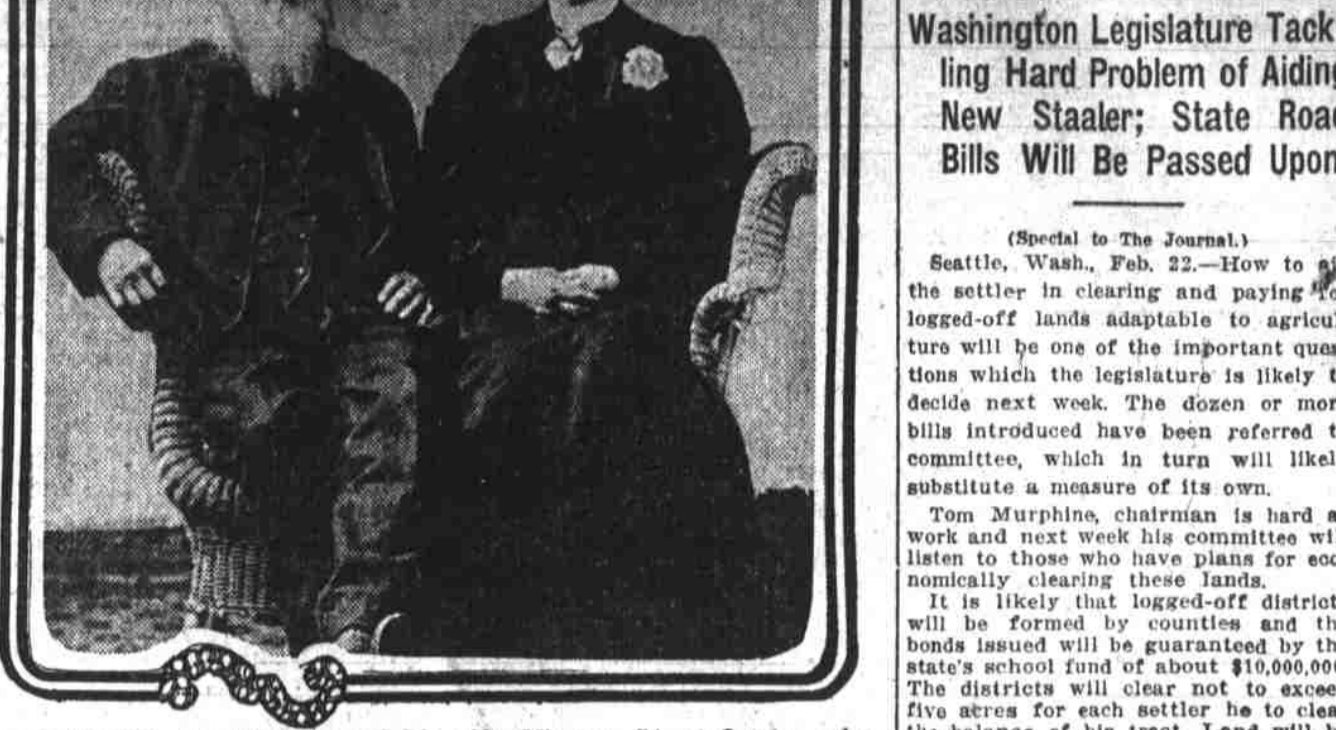 Washington Legislature Tack
ling Hard Problem of Aiding
New Staaler; State Road
Bills Will Be Passed Upon
(Special to The Journal.)
Seattle, Wash., Feb. 22.—How to
the settler in clearing and paying
logged-off lands adaptable to agricul
ture will be one of the important ques
tions which the legislature is likely t
decide next week. The dozen or mor
bills introduced have been referred t
committee, which in turn will likel
substitute a measure of its own.
Tom Murphine, chairman is hard a
work and next week his committee wil
listen to those who have plans for eco
nomically clearing these lands.
It is likely that logged-off district
will be formed by counties and th
bonds issued will be guaranteed by th
state's school fund of about $10,000,000
The districts will clear not to excee
five acres for each settler he to clea